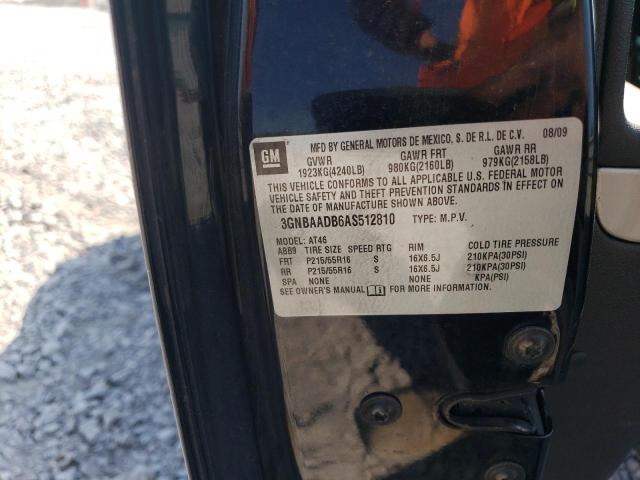 GM
MFD BY GENERAL MOTORS DE MEXICO, S. DE R.L. DE C.V. 08/09
GVWR GAWR FRT GAWR RR
1923KG(4240LB) 980KG(2160LB) 979KG(2158LB)
THIS VEHICLE CONFORMS TO ALL APPLICABLE U.S. FEDERAL MOTOR
VEHICLE SAFETY AND THEFT PREVENTION STANDARDS IN EFFECT ON
THE DATE OF MANUFACTURE SHOWN ABOVE.
3GNBAADB6AS512810 TYPE: M.P.V.
MODEL: AT46
ABB9 TIRE SIZE SPEED RTG RIM COLD TIRE PRESSURE
FRT P215/55R16 S 16X6.5J 210KPA(30PSI)
RR P215/55R16 S 16X6.5J 210KPA(30PSI)
SPA NONE NONE KPA(PSI)
SEE OWNER'S MANUAL FOR MORE INFORMATION.